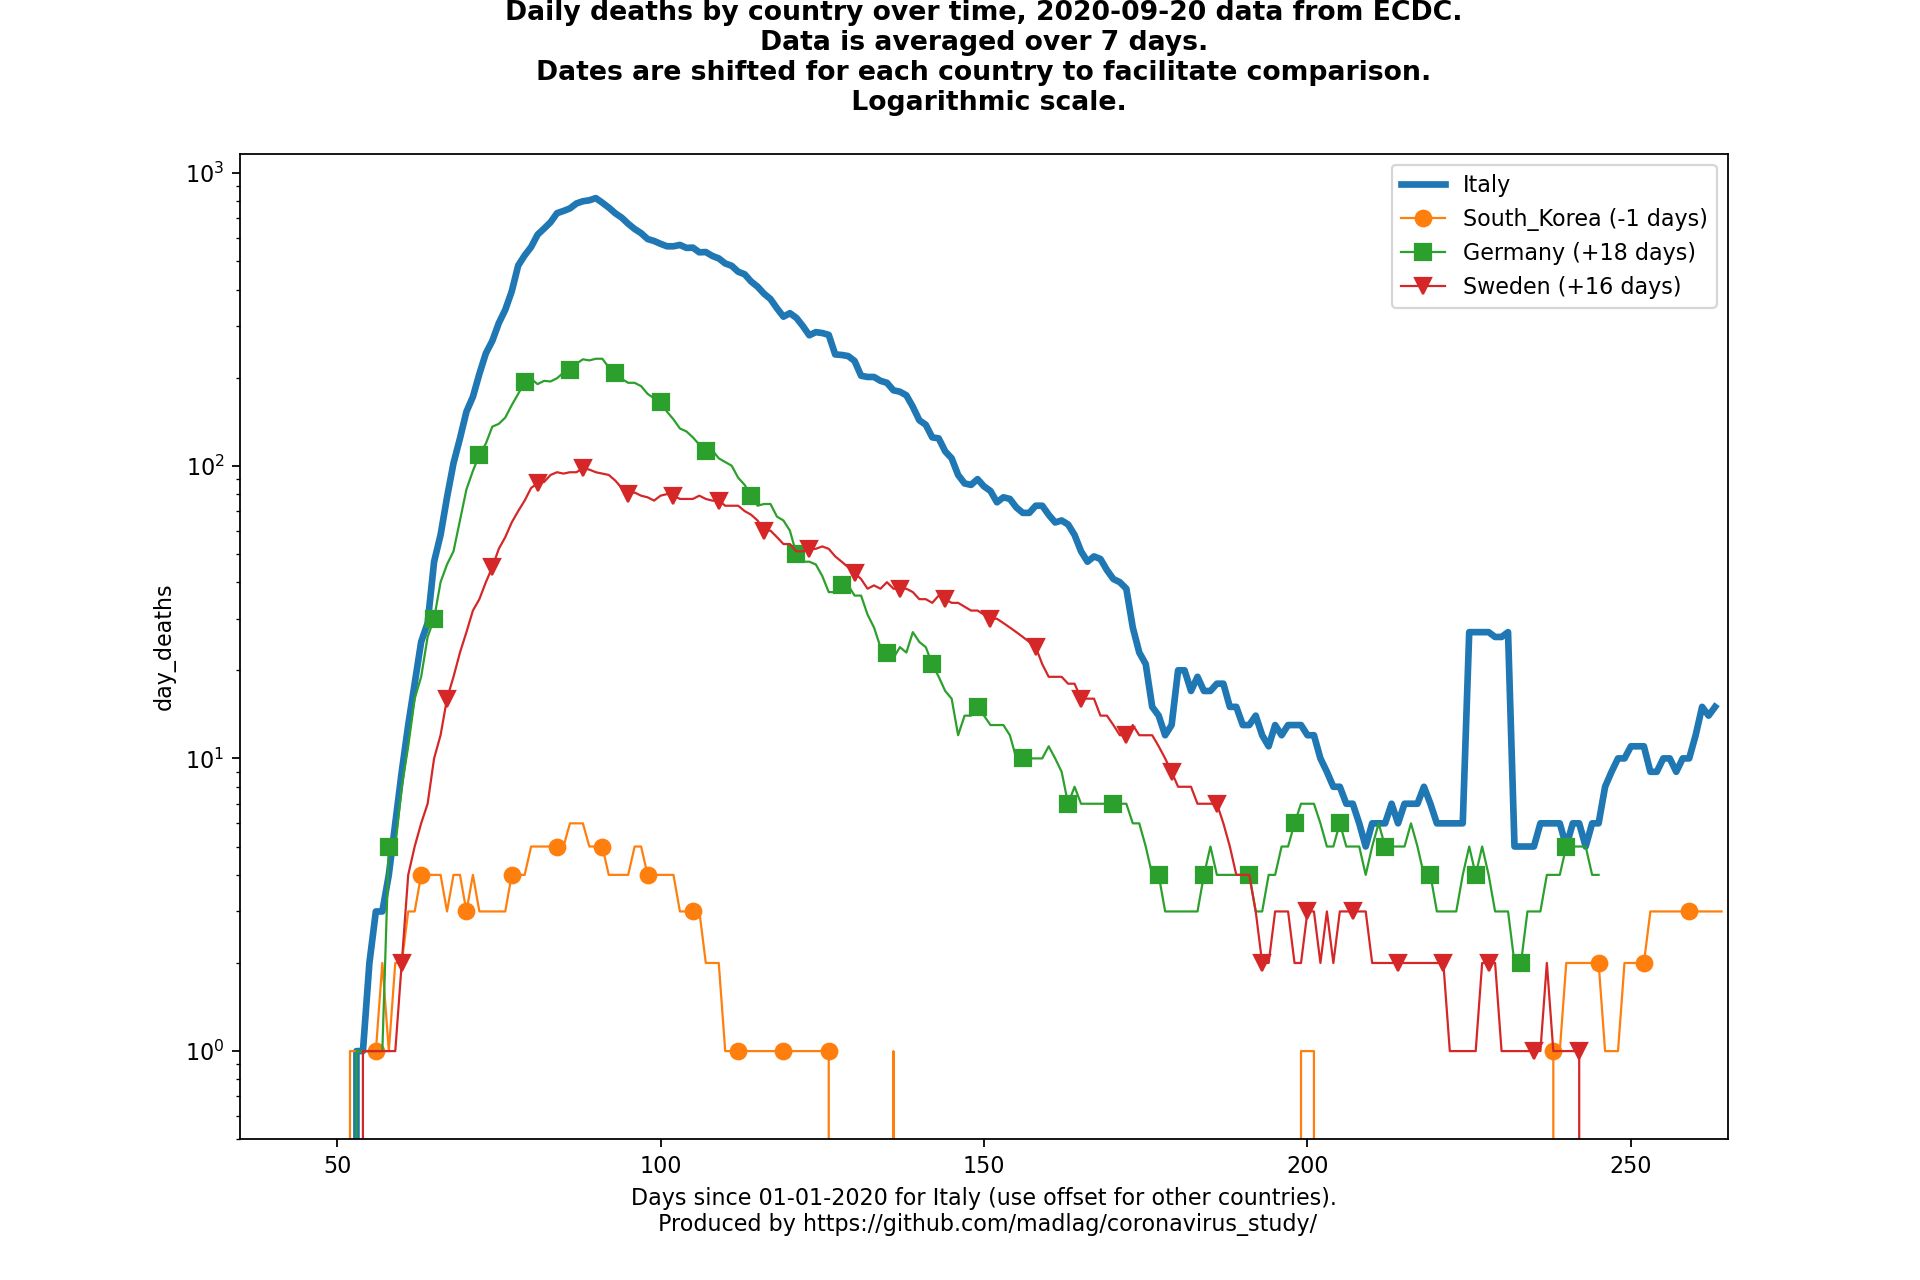 Daily deaths by country over time, 2020-09-20 data from ECDC.
Data is averaged over 7 days.
Dates are shifted for each country to facilitate comparison.
Logarithmic scale.
10³
10²
10¹
10⁰
day_deaths
Italy
South_Korea (-1 days)
Germany (+18 days)
Sweden (+16 days)
50 100 150 200 250
Days since 01-01-2020 for Italy (use offset for other countries).
Produced by https://github.com/madlag/coronavirus_study/